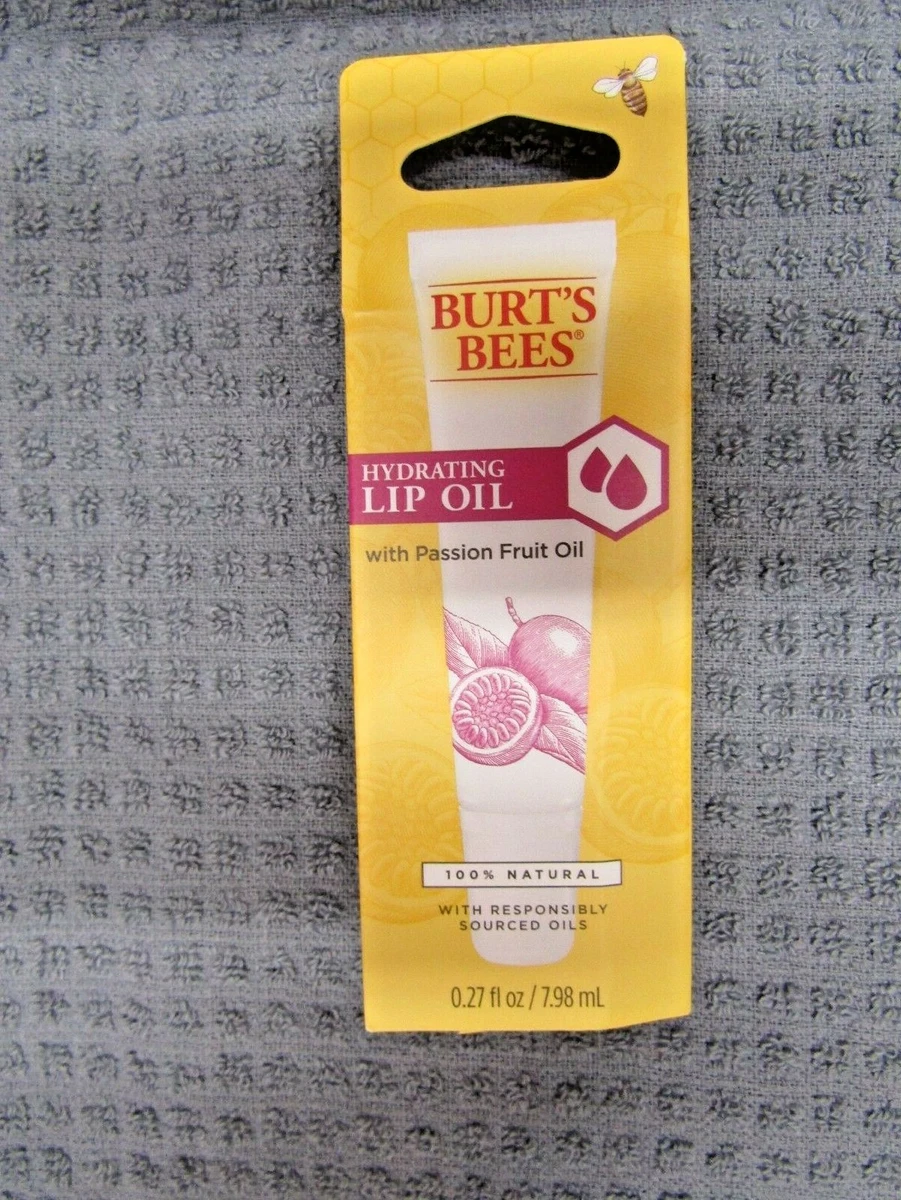 BURT'S
BEES®
HYDRATING
LIP OIL
with Passion Fruit Oil
100% NATURAL
WITH RESPONSIBLY
SOURCED OILS
0.27 fl oz / 7.98 mL